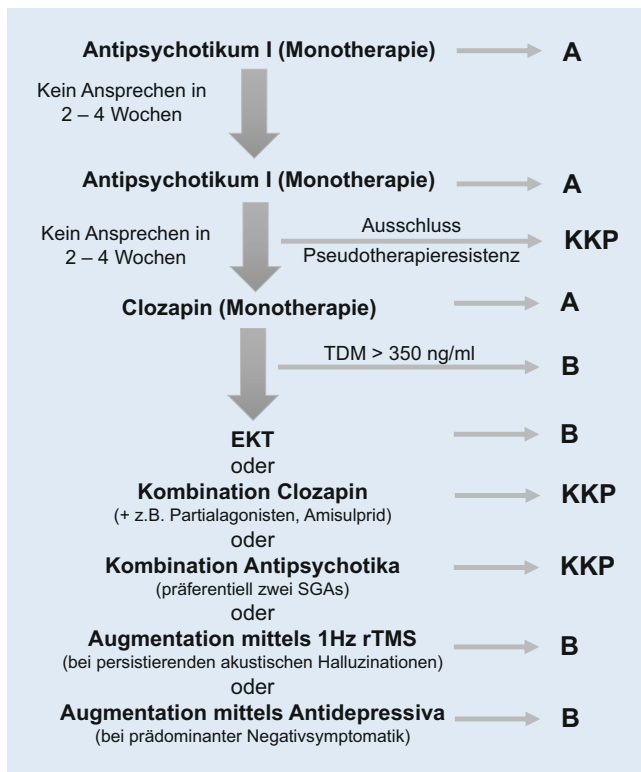 Antipsychotikum I (Monotherapie) A
Kein Ansprechen in
2 – 4 Wochen
Antipsychotikum I (Monotherapie) A
Kein Ansprechen in
2 – 4 Wochen
Ausschluss
Pseudotherapieresistenz
KKP
Clozapin (Monotherapie) A
TDM > 350 ng/ml
B
EKT B
oder
Kombination Clozapin KKP
(+ z.B. Partialagonisten, Amisulprid)
oder
Kombination Antipsychotika KKP
(präferentiell zwei SGAs)
oder
Augmentation mittels 1Hz rTMS B
(bei persistierenden akustischen Halluzinationen)
oder
Augmentation mittels Antidepressiva B
(bei prädominanter Negativsymptomatik)